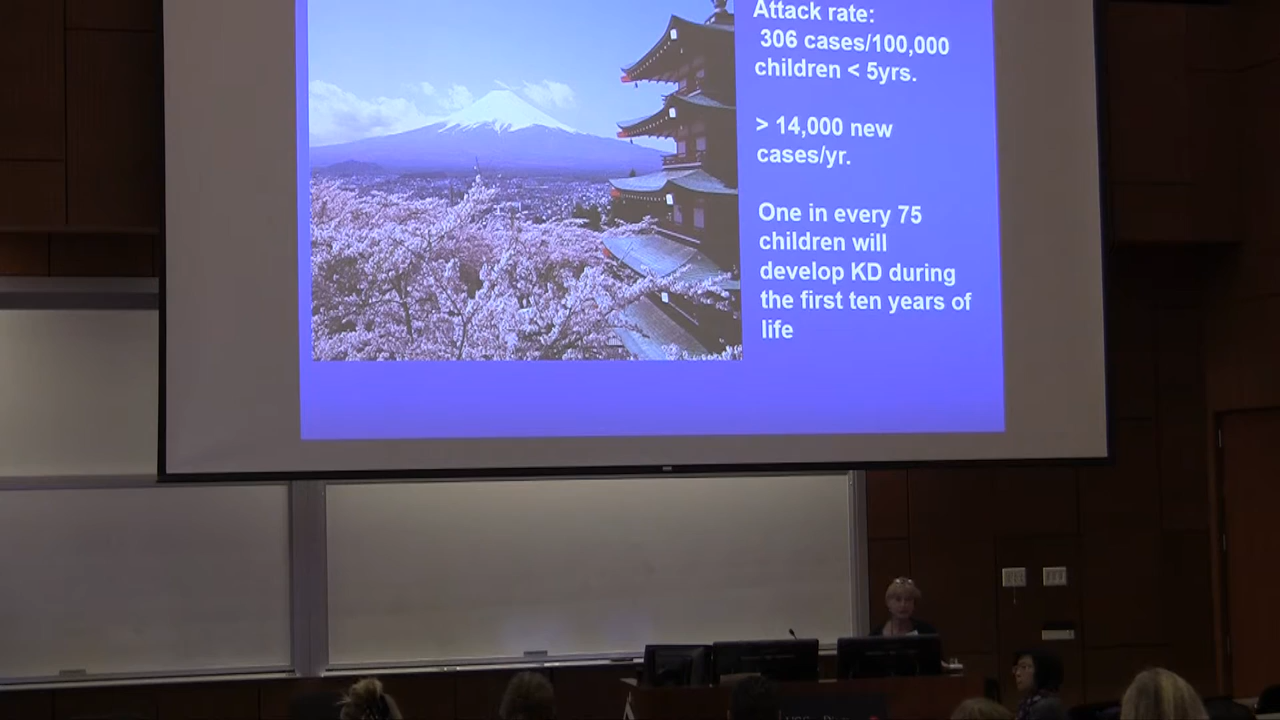 Attack rate:
306 cases/100,000
children < 5yrs.
> 14,000 new
cases/yr.
One in every 75
children will
develop KD during
the first ten years of
life